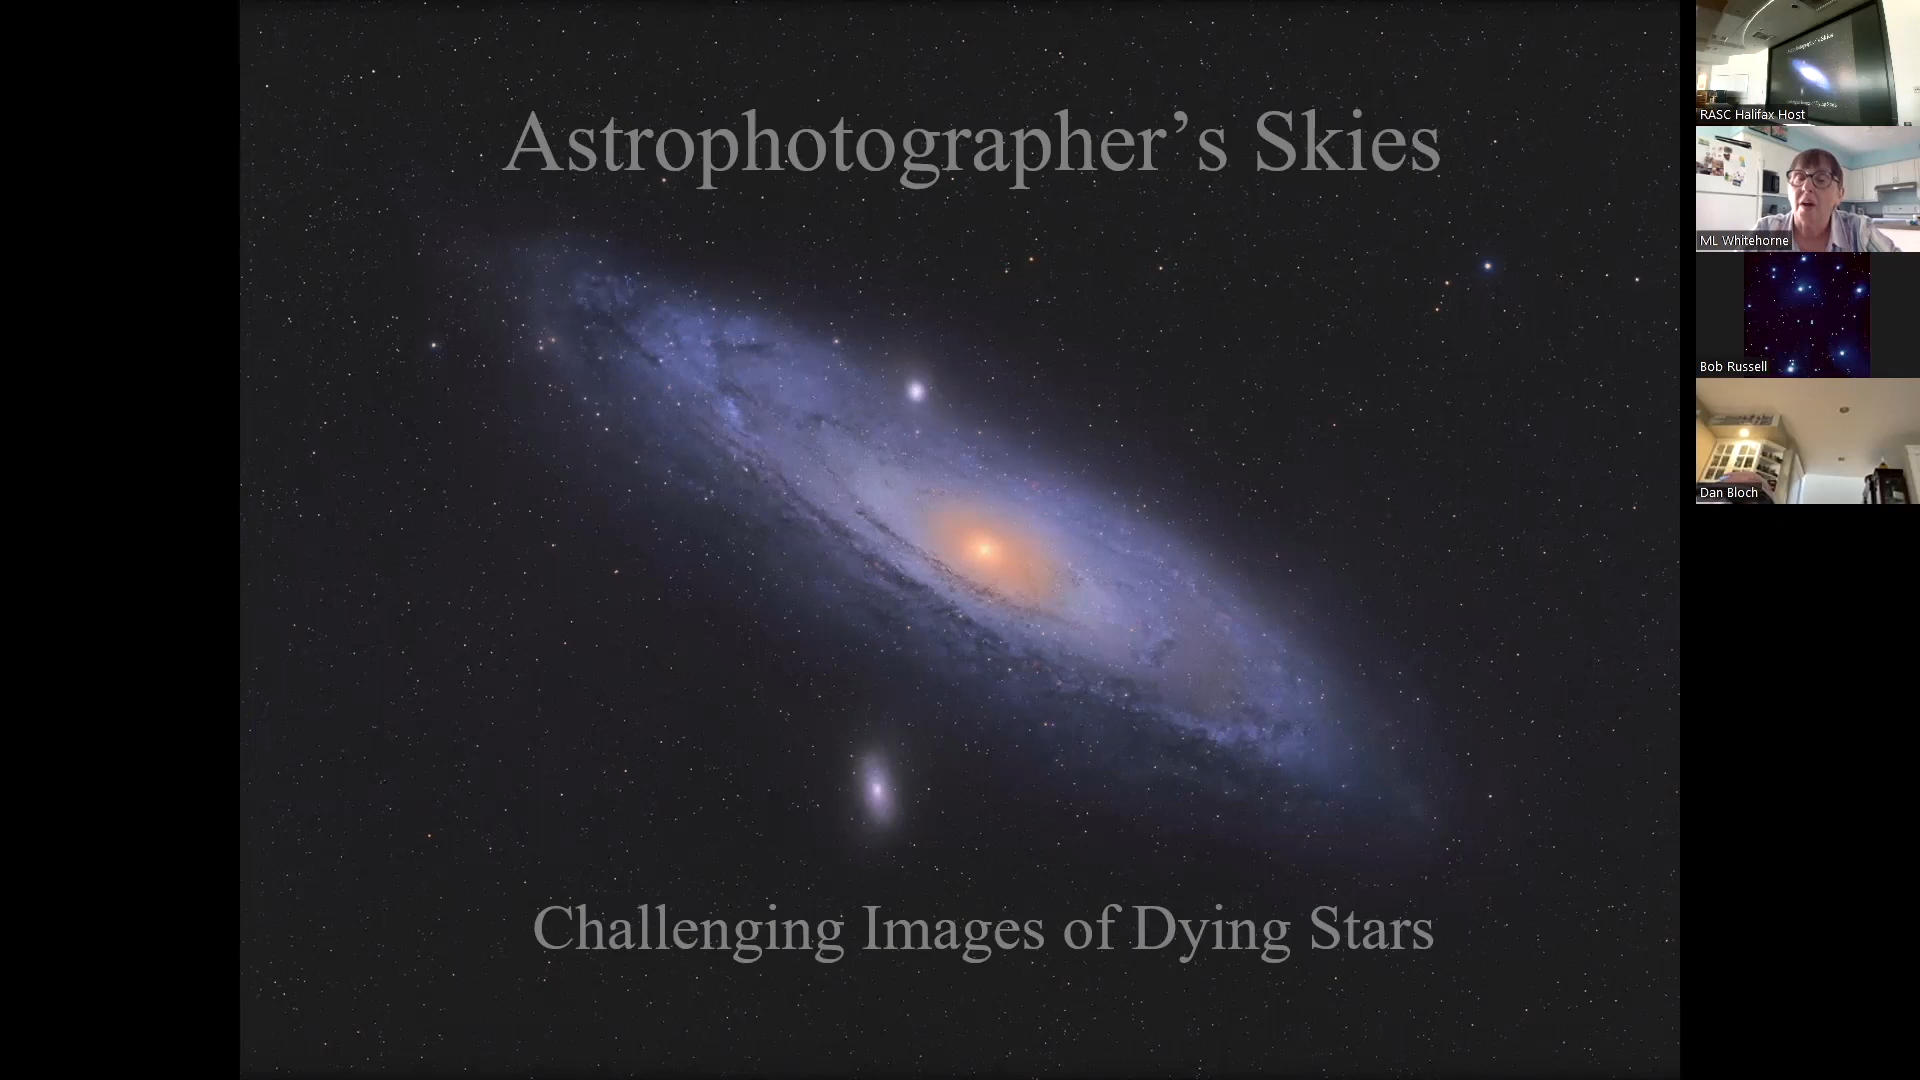 Astrophotographer’s Skies
Challenging Images of Dying Stars
RASC Halifax Host
ML Whitehorne
Bob Russell
Dan Bloch